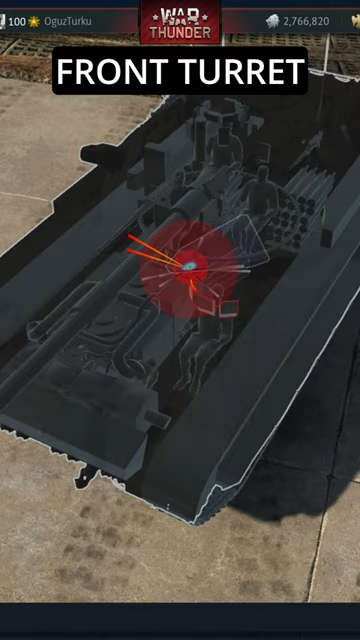 100 OguzTurku
WAR
THUNDER
2,766,820
FRONT TURRET